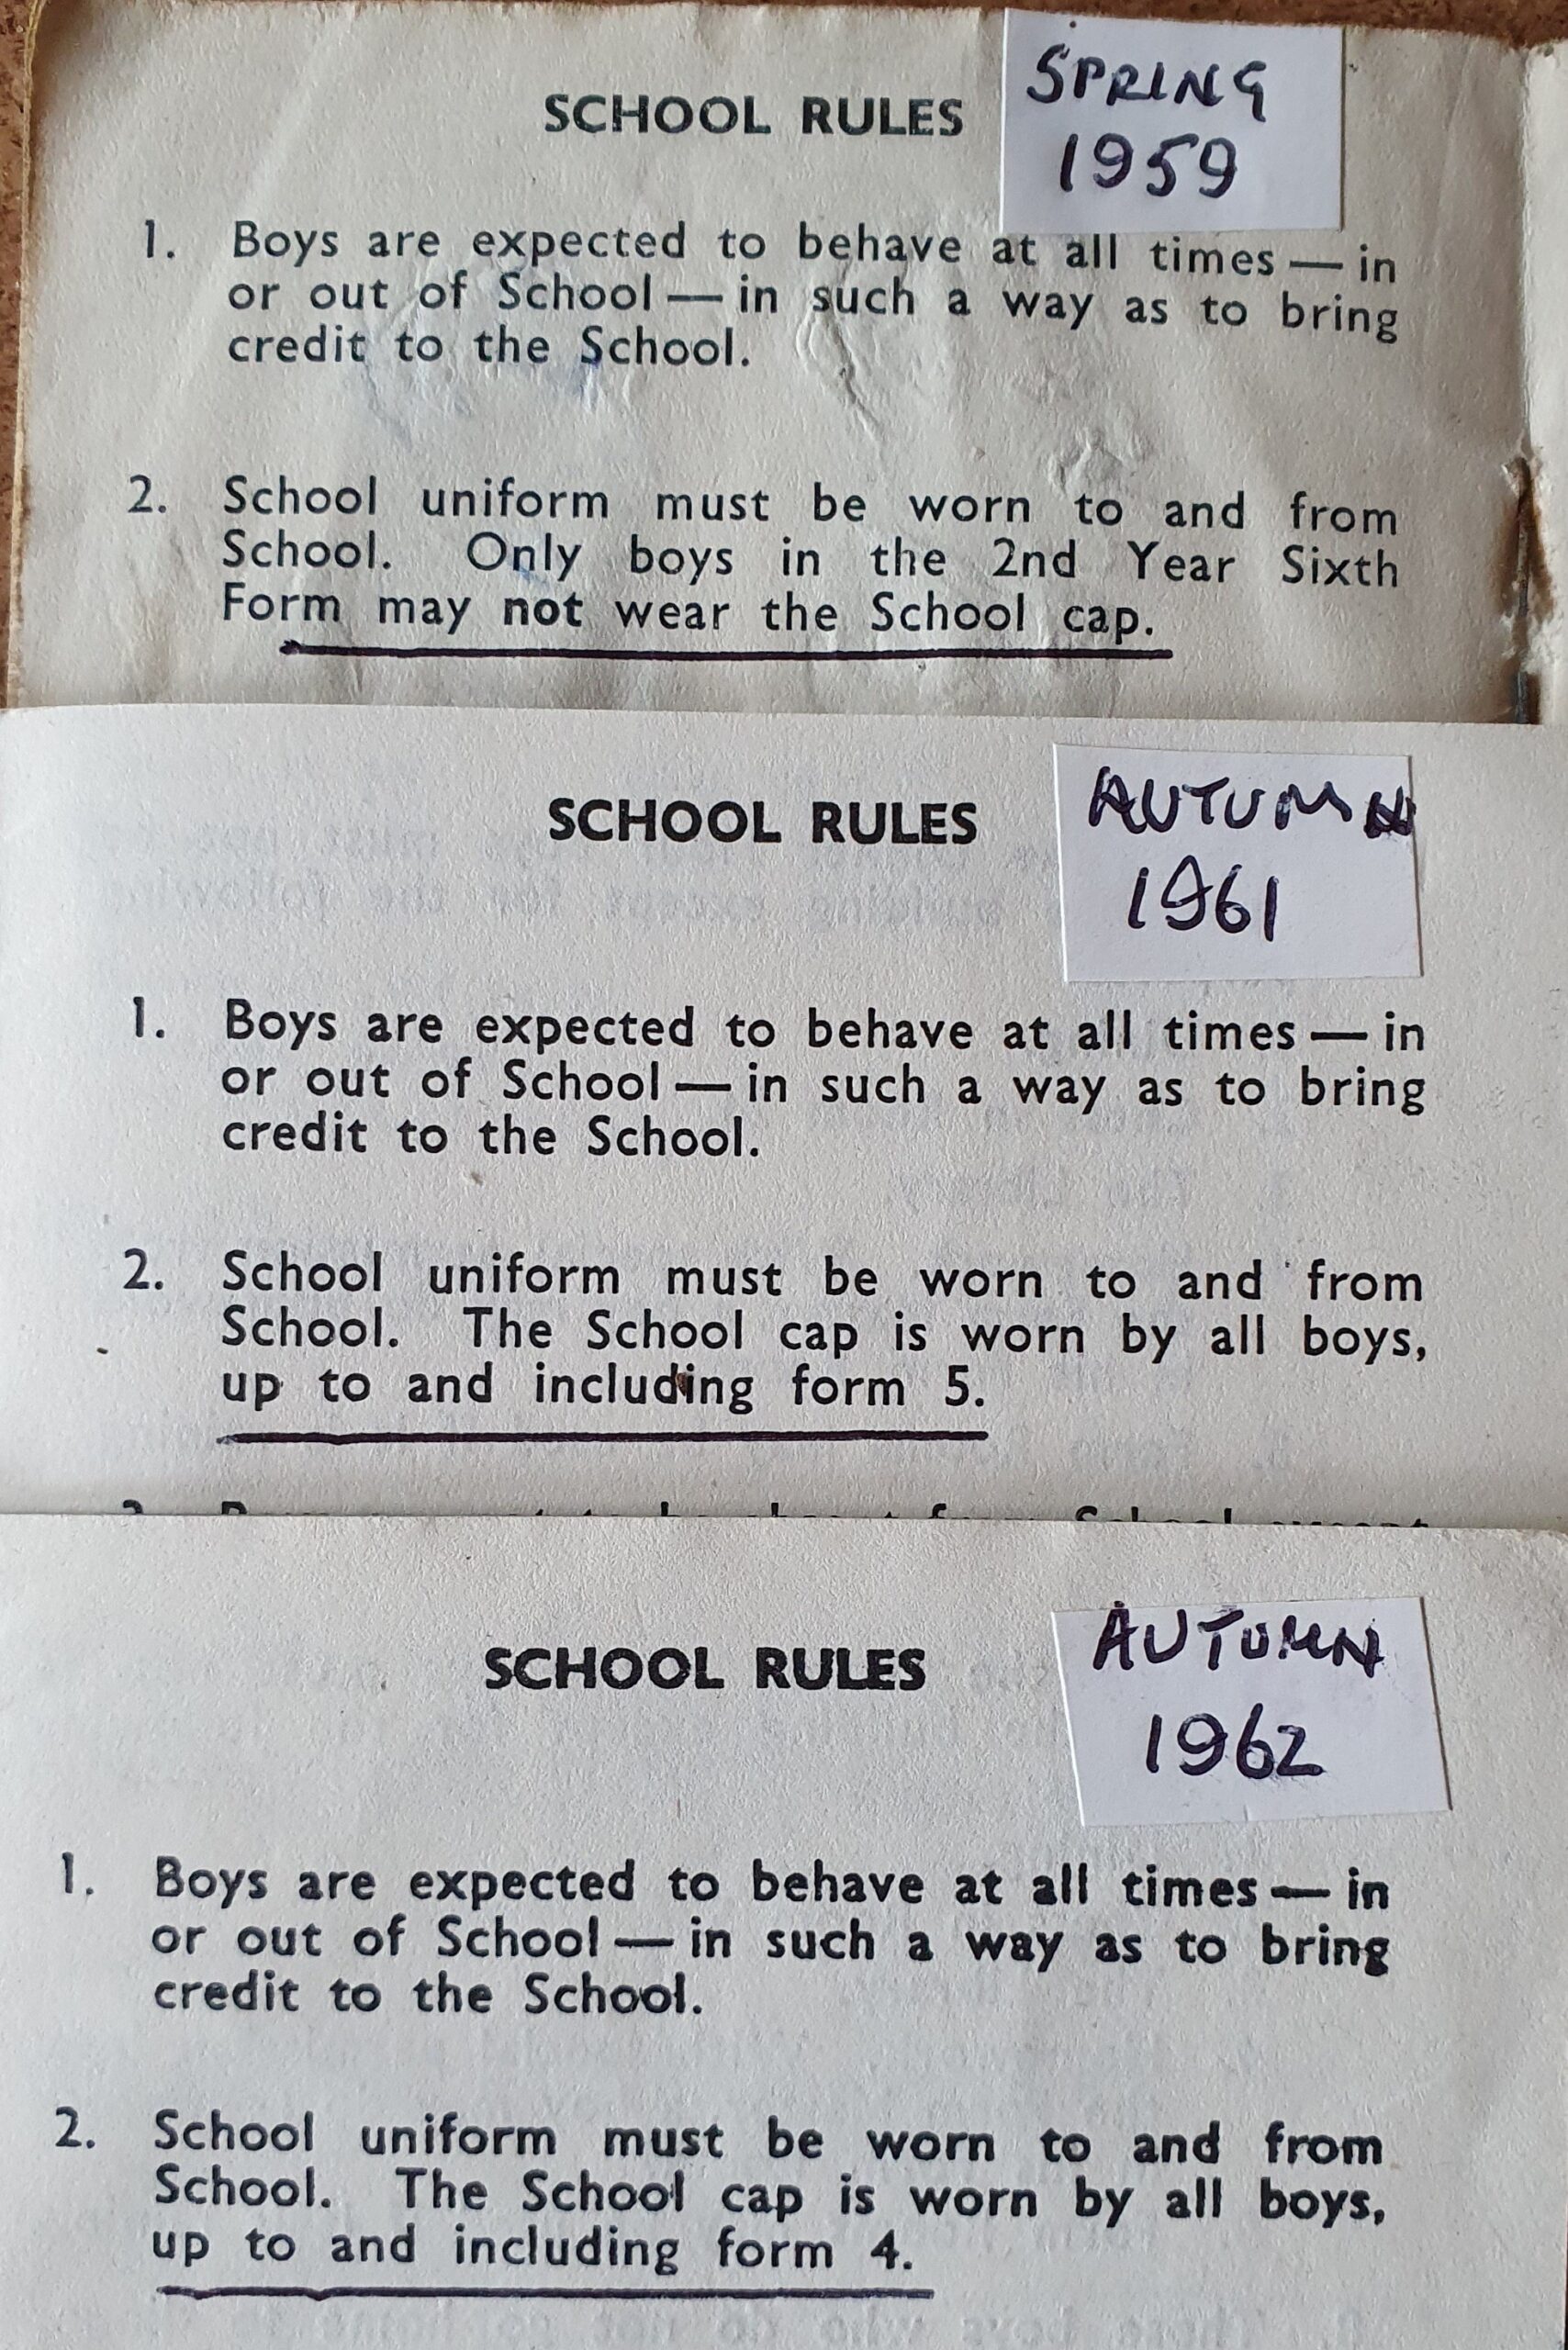 SCHOOL RULES
SPRING
1959
1. Boys are expected to behave at all times — in
or out of School — in such a way as to bring
credit to the School.
2. School uniform must be worn to and from
School. Only boys in the 2nd Year Sixth
Form may not wear the School cap.
SCHOOL RULES
AUTUMN
1961
1. Boys are expected to behave at all times — in
or out of School — in such a way as to bring
credit to the School.
2. School uniform must be worn to and from
School. The School cap is worn by all boys,
up to and including form 5.
SCHOOL RULES
AUTUMN
1962
1. Boys are expected to behave at all times — in
or out of School — in such a way as to bring
credit to the School.
2. School uniform must be worn to and from
School. The School cap is worn by all boys,
up to and including form 4.